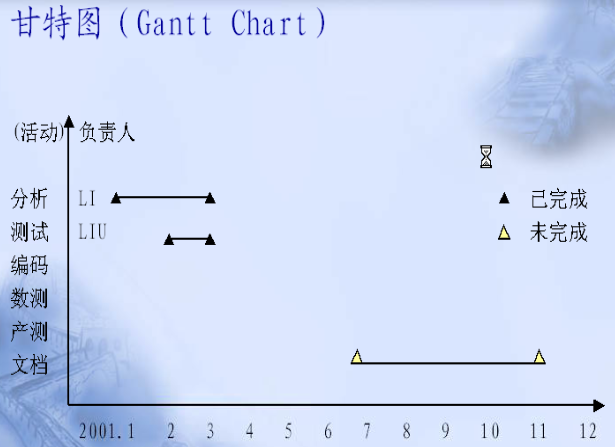 甘特图（Gantt Chart）
(活动) 负责人
分析 LI ▲ 已完成
测试 LIU △ 未完成
编码
数测
产测
文档
2001.1 2 3 4 5 6 7 8 9 10 11 12